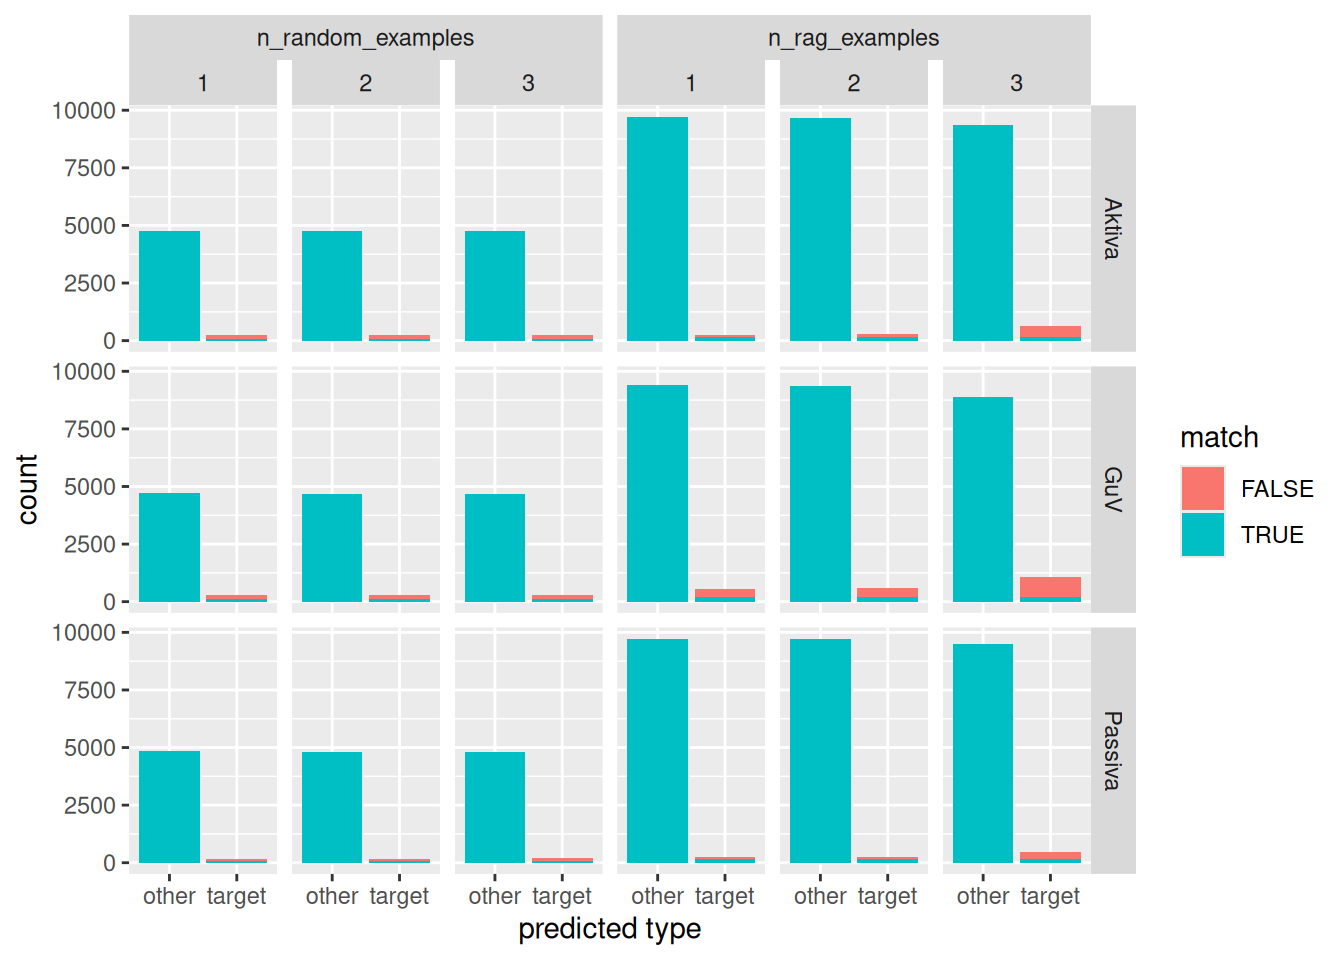 n_random_examples n_rag_examples
1 2 3 1 2 3
10000
7500
5000
2500
0
Aktiva
10000
7500
5000
2500
0
GuV
10000
7500
5000
2500
0
Passiva
other target other target other target other target other target other target
predicted type
count
match
FALSE
TRUE